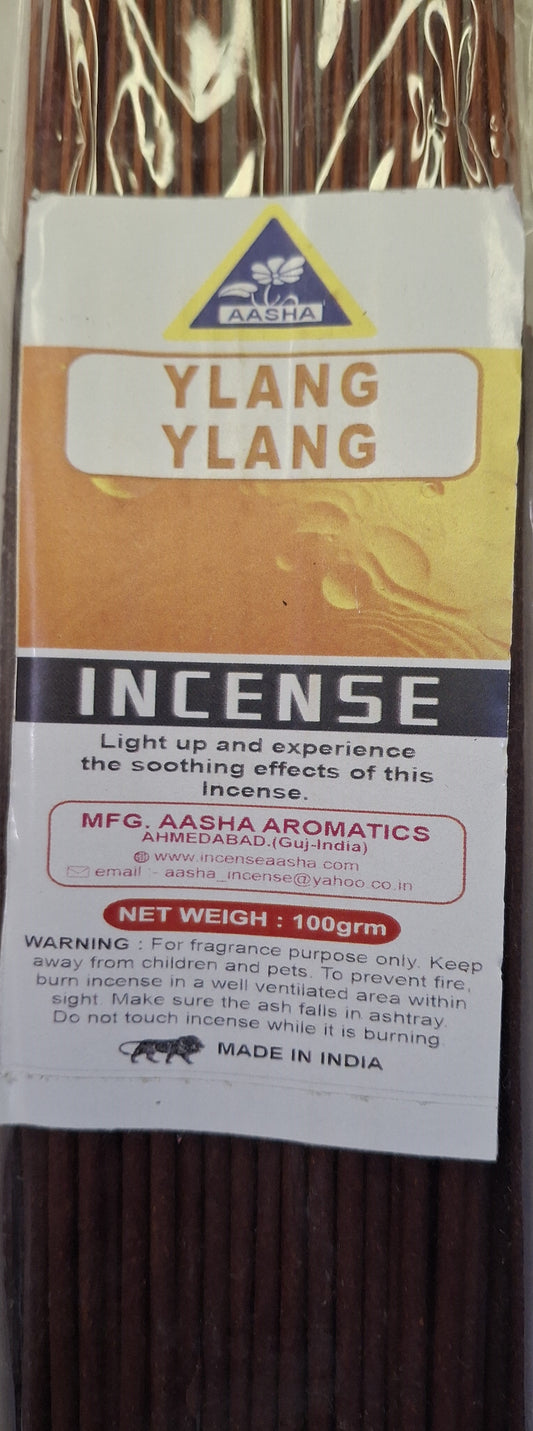 AASHA
YLANG
YLANG
INCENSE
Light up and experience
the soothing effects of this
Incense.
MFG. AASHA AROMATICS
AHMEDABAD.(Guj-India)
www.incenseaasha.com
email :- aasha_incense@yahoo.co.in
NET WEIGH : 100grm
WARNING : For fragrance purpose only. Keep
away from children and pets. To prevent fire,
burn incense in a well ventilated area within
sight. Make sure the ash falls in ashtray.
Do not touch incense while it is burning.
MADE IN INDIA